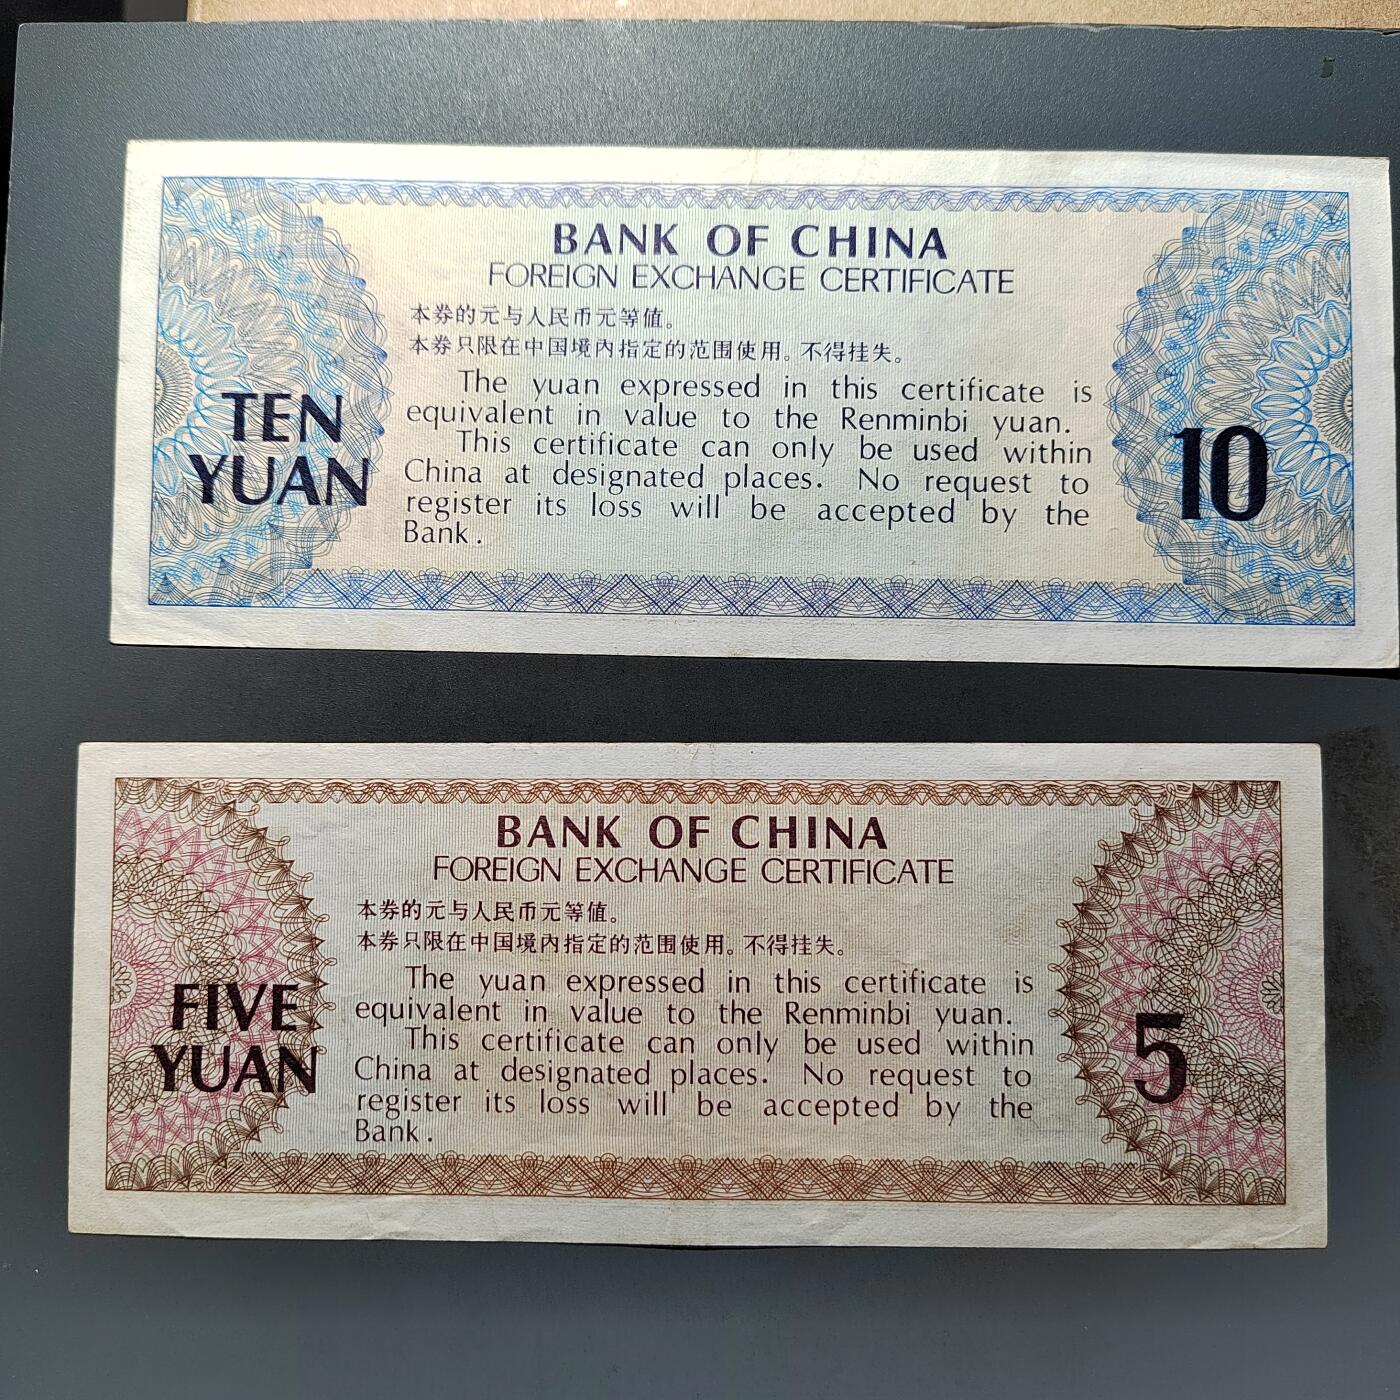 BANK OF CHINA
FOREIGN EXCHANGE CERTIFICATE
本券的元与人民币元等值。
本券只限在中国境内指定的范围使用。不得挂失。
The yuan expressed in this certificate is
equivalent in value to the Renminbi yuan.
This certificate can only be used within
China at designated places. No request to
register its loss will be accepted by the
Bank.
TEN
YUAN
10
BANK OF CHINA
FOREIGN EXCHANGE CERTIFICATE
本券的元与人民币元等值。
本券只限在中国境内指定的范围使用。不得挂失。
The yuan expressed in this certificate is
equivalent in value to the Renminbi yuan.
This certificate can only be used within
China at designated places. No request to
register its loss will be accepted by the
Bank.
FIVE
YUAN
5